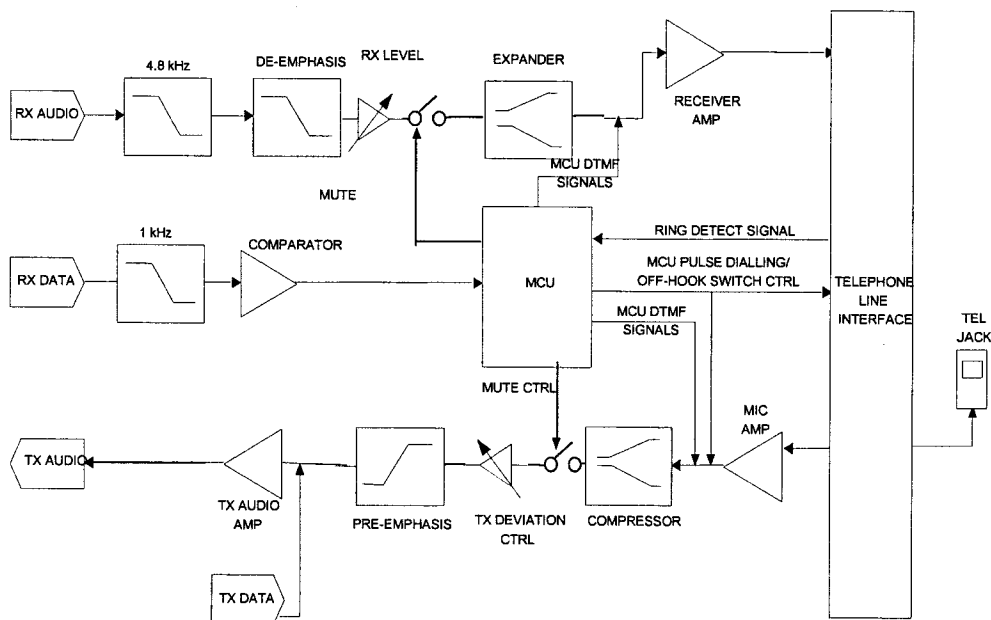 4.8 kHz
DE-EMPHASIS
RX LEVEL
EXPANDER
RX AUDIO
RECEIVER
AMP
MUTE
MCU DTMF
SIGNALS
1 kHz
COMPARATOR
RX DATA
MCU
RING DETECT SIGNAL
MCU PULSE DIALLING/
OFF-HOOK SWITCH CTRL
MCU DTMF
SIGNALS
TELEPHONE
LINE
INTERFACE
TEL
JACK
MUTE CTRL
MIC
AMP
TX AUDIO
TX AUDIO
AMP
PRE-EMPHASIS
TX DEVIATION
CTRL
COMPRESSOR
TX DATA